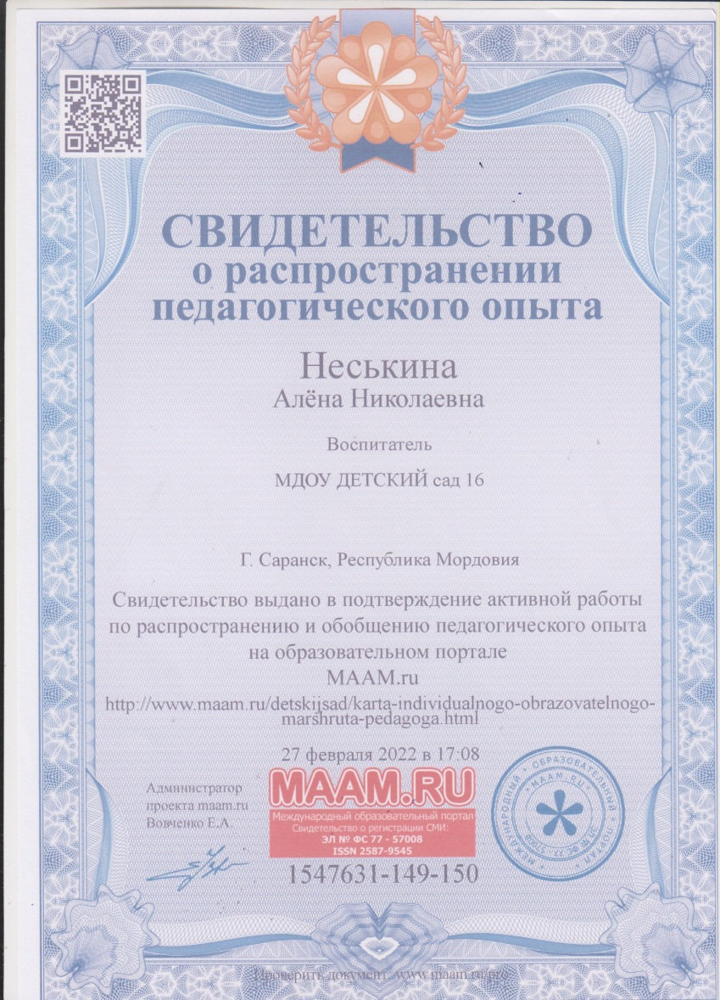 СВИДЕТЕЛЬСТВО
о распространении
педагогического опыта
Неськина
Алёна Николаевна
Воспитатель
МДОУ ДЕТСКИЙ сад 16
Г. Саранск, Республика Мордовия
Свидетельство выдано в подтверждение активной работы
по распространению и обобщению педагогического опыта
на образовательном портале
MAAM.ru
http://www.maam.ru/detskijsad/karta-individualnogo-obrazovatelnogo-
marshruta-pedagoga.html
27 февраля 2022 в 17:08
Администратор
проекта maam.ru
Вовченко Е.А.
MAAM.RU
Международный образовательный портал
Свидетельство о регистрации СМИ:
ЭЛ № ФС 77 - 57008
ISSN 2587-9545
1547631-149-150
МЕЖДУНАРОДНЫЙ * ОБРАЗОВАТЕЛЬНЫЙ * ПОРТАЛ *
"MAAM.RU"
Проверить документ: www.maam.ru/pro